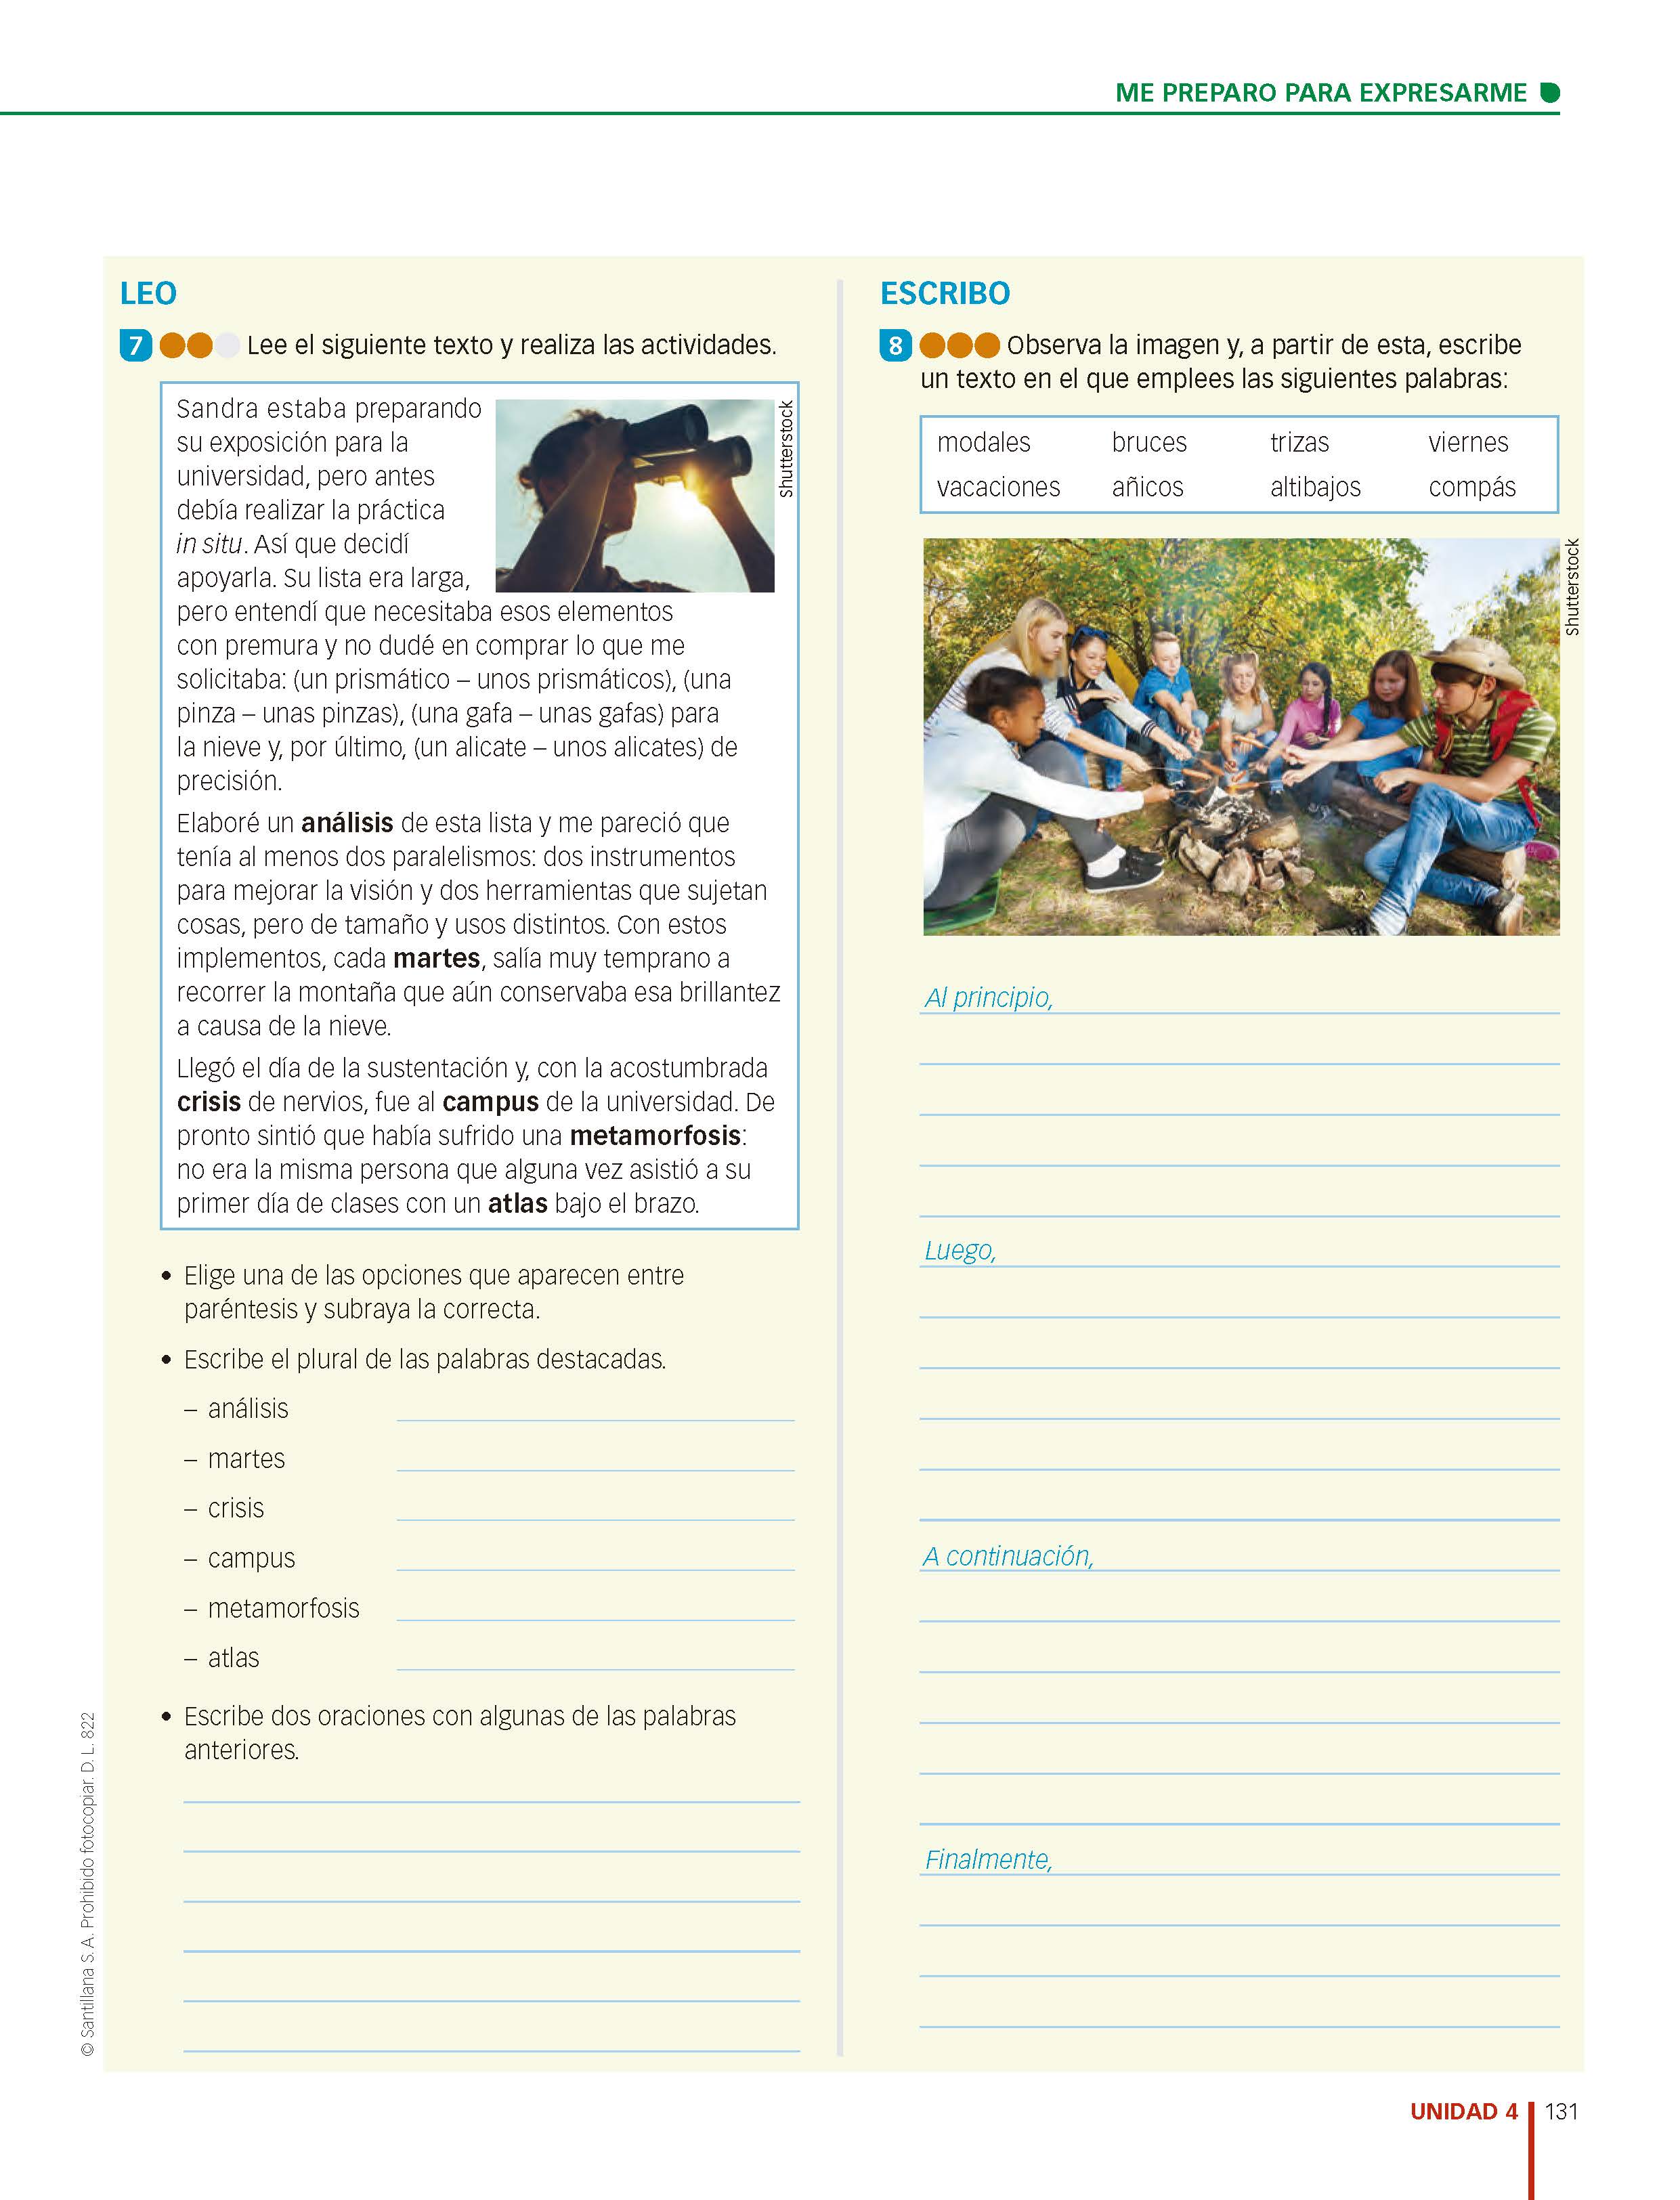 ME PREPARO PARA EXPRESARME
LEO
7 Lee el siguiente texto y realiza las actividades.
Sandra estaba preparando
su exposición para la
universidad, pero antes
debía realizar la práctica
in situ. Así que decidí
apoyarla. Su lista era larga,
pero entendí que necesitaba esos elementos
con premura y no dudé en comprar lo que me
solicitaba: (un prismático – unos prismáticos), (una
pinza – unas pinzas), (una gafa – unas gafas) para
la nieve y, por último, (un alicate – unos alicates) de
precisión.
Shutterstock
Elaboré un análisis de esta lista y me pareció que
tenía al menos dos paralelismos: dos instrumentos
para mejorar la visión y dos herramientas que sujetan
cosas, pero de tamaño y usos distintos. Con estos
implementos, cada martes, salía muy temprano a
recorrer la montaña que aún conservaba esa brillantez
a causa de la nieve.
Llegó el día de la sustentación y, con la acostumbrada
crisis de nervios, fue al campus de la universidad. De
pronto sintió que había sufrido una metamorfosis:
no era la misma persona que alguna vez asistió a su
primer día de clases con un atlas bajo el brazo.
• Elige una de las opciones que aparecen entre
paréntesis y subraya la correcta.
• Escribe el plural de las palabras destacadas.
– análisis
– martes
– crisis
– campus
– metamorfosis
– atlas
• Escribe dos oraciones con algunas de las palabras
anteriores.
ESCRIBO
8 Observa la imagen y, a partir de esta, escribe
un texto en el que emplees las siguientes palabras:
modales bruces trizas viernes
vacaciones añicos altibajos compás
Shutterstock
Al principio,
Luego,
A continuación,
Finalmente,
© Santillana S. A. Prohibido fotocopiar. D. L. 822
UNIDAD 4 131